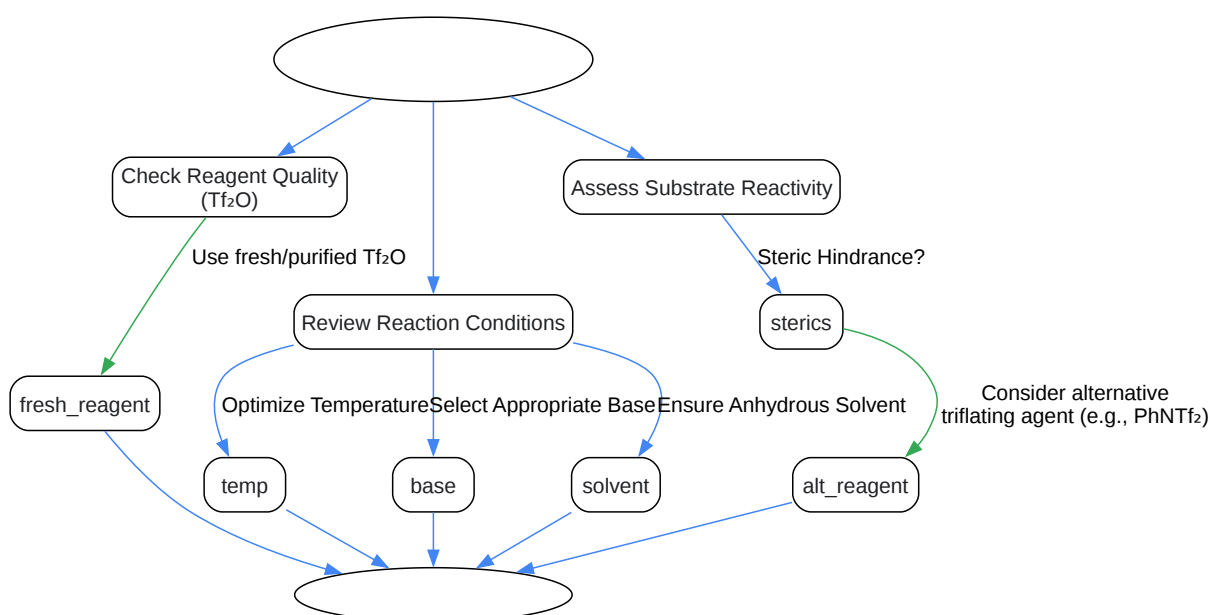 Check Reagent Quality
(Tf₂O)
Assess Substrate Reactivity
Use fresh/purified Tf₂O
Steric Hindrance?
Review Reaction Conditions
sterics
fresh_reagent
Optimize Temperature
Select Appropriate Base
Ensure Anhydrous Solvent
Consider alternative
triflating agent (e.g., PhNTf₂)
temp
base
solvent
alt_reagent